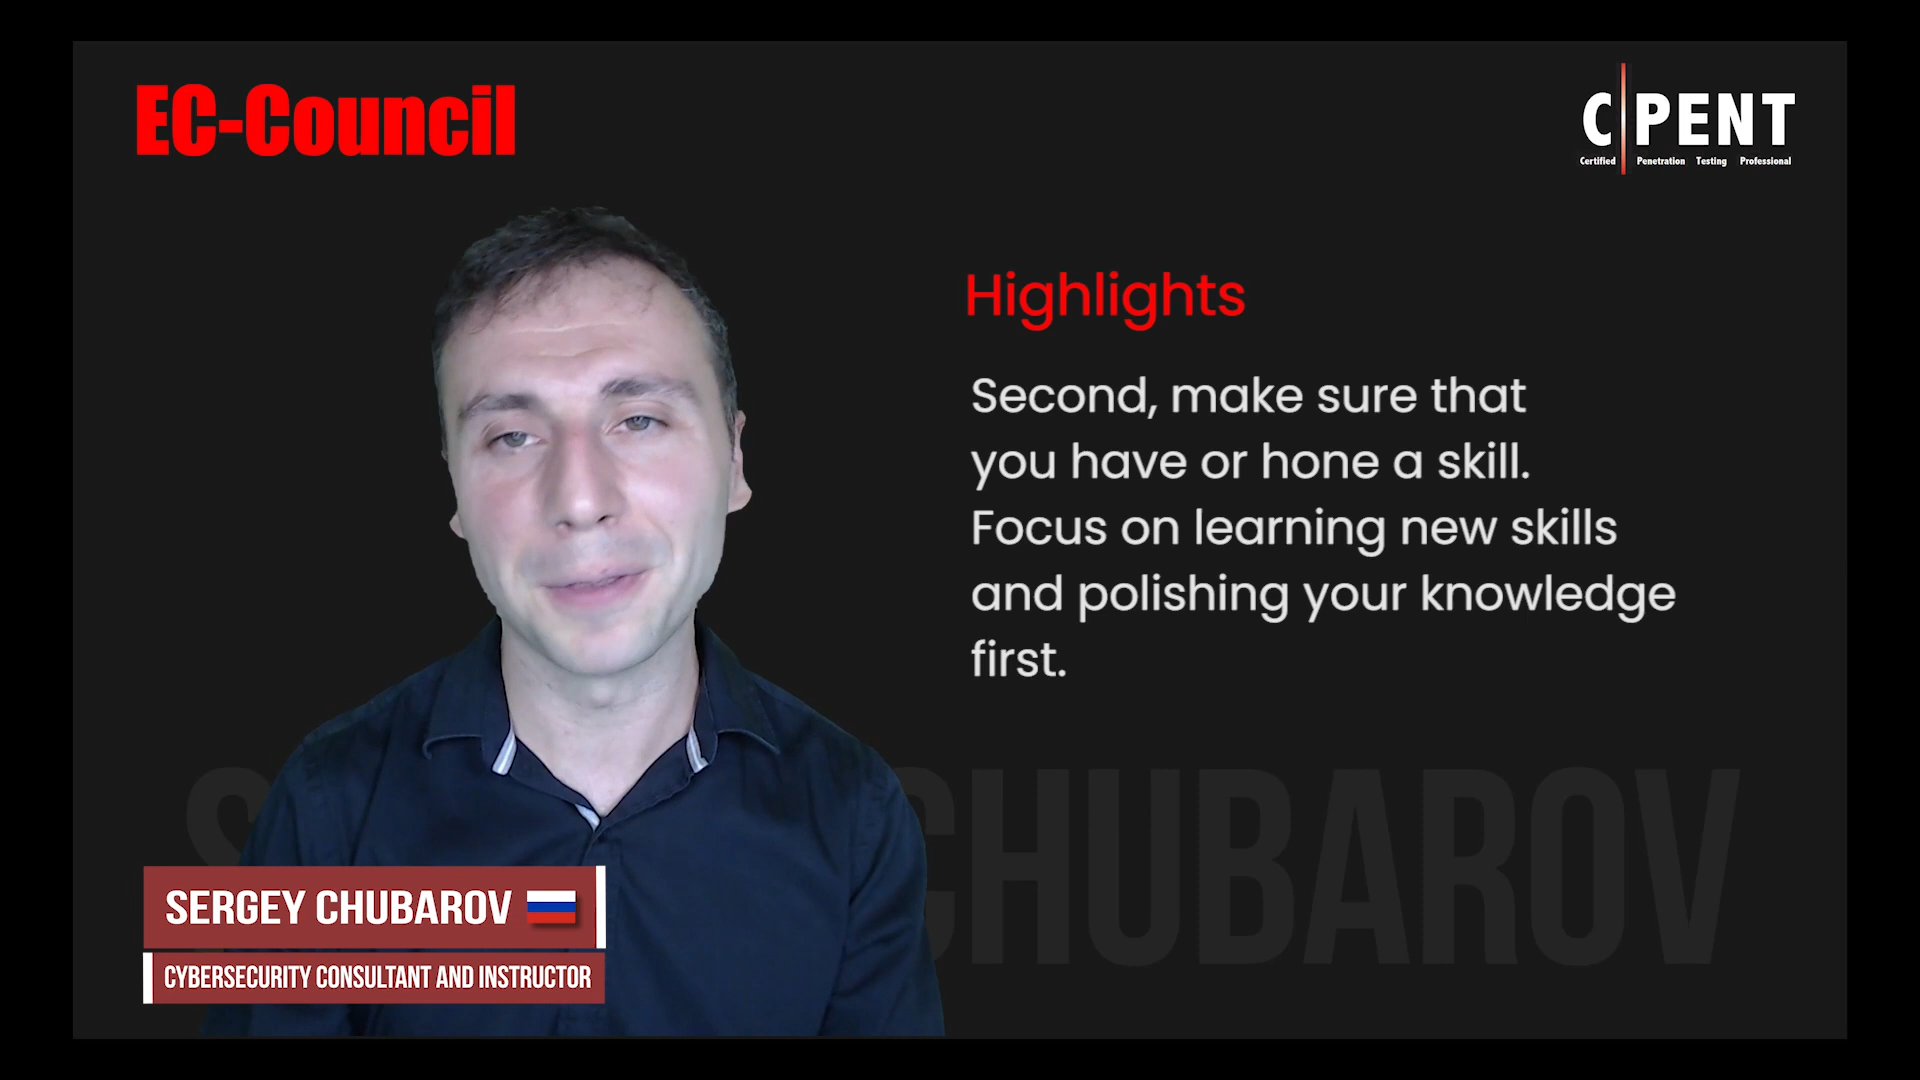 EC-Council
C PENT
Certified Penetration Testing Professional
Highlights
Second, make sure that
you have or hone a skill.
Focus on learning new skills
and polishing your knowledge
first.
S CHUBAROV
SERGEY CHUBAROV
CYBERSECURITY CONSULTANT AND INSTRUCTOR